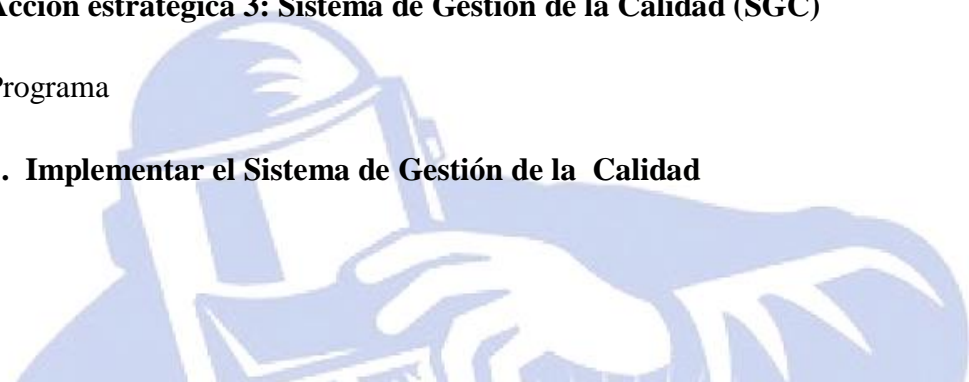 Acción estratégica 3: Sistema de Gestión de la Calidad (SGC)
Programa
. Implementar el Sistema de Gestión de la Calidad